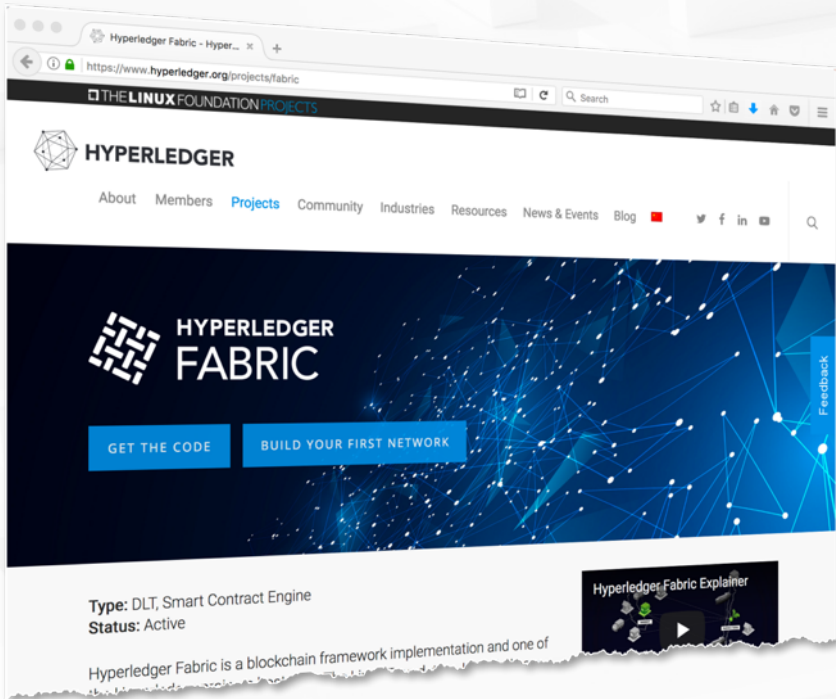 Hyperledger Fabric - Hyper...
https://www.hyperledger.org/projects/fabric
Search
THE LINUX FOUNDATION PROJECTS
HYPERLEDGER
About Members Projects Community Industries Resources News & Events Blog
HYPERLEDGER
FABRIC
Feedback
GET THE CODE BUILD YOUR FIRST NETWORK
Type: DLT, Smart Contract Engine
Status: Active
Hyperledger Fabric Explainer
Hyperledger Fabric is a blockchain framework implementation and one of